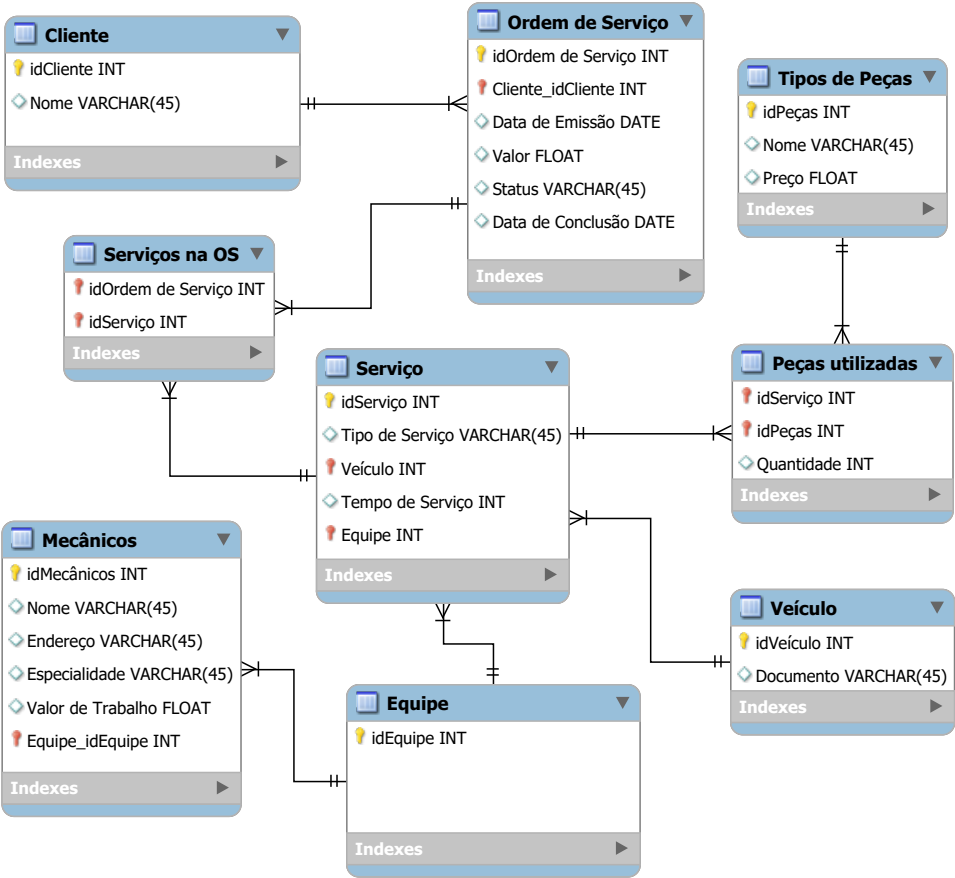 Cliente
idCliente INT
Nome VARCHAR(45)
Indexes
Ordem de Serviço
idOrdem de Serviço INT
Cliente_idCliente INT
Data de Emissão DATE
Valor FLOAT
Status VARCHAR(45)
Data de Conclusão DATE
Indexes
Tipos de Peças
idPeças INT
Nome VARCHAR(45)
Preço FLOAT
Indexes
Serviços na OS
idOrdem de Serviço INT
idServiço INT
Indexes
Serviço
idServiço INT
Tipo de Serviço VARCHAR(45)
Veículo INT
Tempo de Serviço INT
Equipe INT
Indexes
Peças utilizadas
idServiço INT
idPeças INT
Quantidade INT
Indexes
Mecânicos
idMecânicos INT
Nome VARCHAR(45)
Endereço VARCHAR(45)
Especialidade VARCHAR(45)
Valor de Trabalho FLOAT
Equipe_idEquipe INT
Indexes
Veículo
idVeículo INT
Documento VARCHAR(45)
Indexes
Equipe
idEquipe INT
Indexes